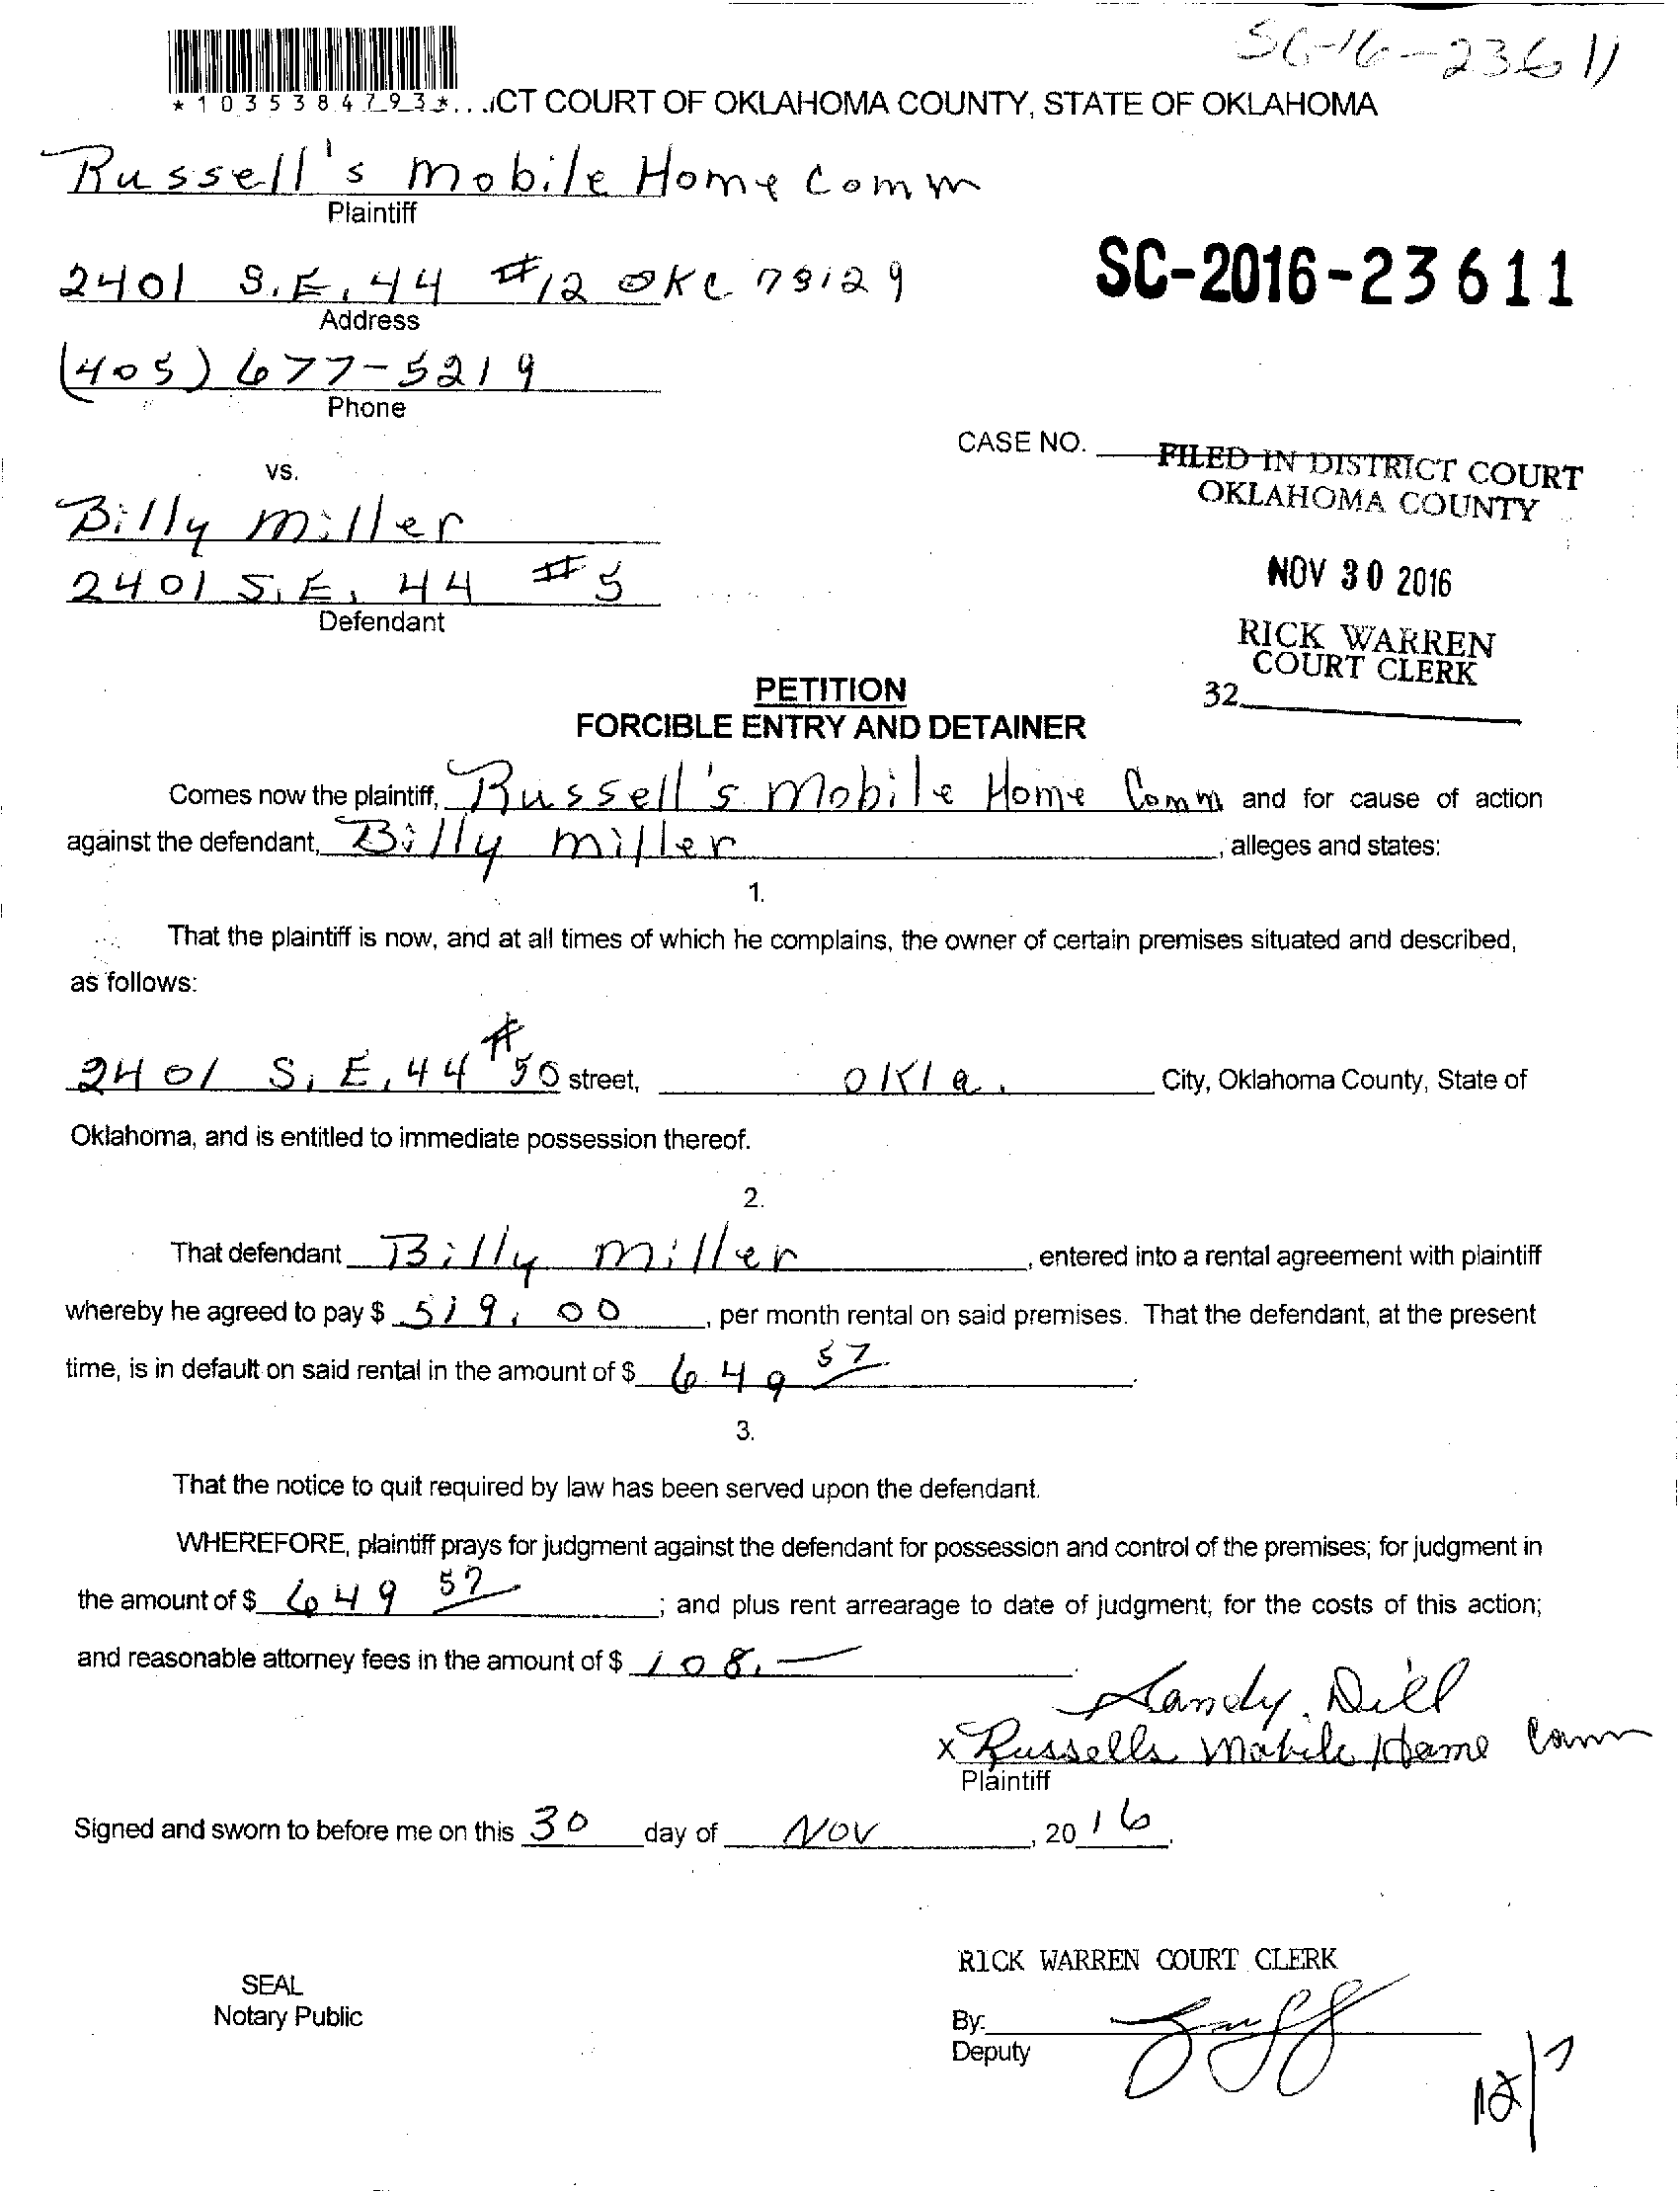 SC-16-23611
*1035384793*...ICT COURT OF OKLAHOMA COUNTY, STATE OF OKLAHOMA
Russell's Mobile Home Comm
Plaintiff
2401 S.E. 44 #12 OKC 73129
SC-2016-23611
Address
(405) 677-5219
Phone
CASE NO.
FILED IN DISTRICT COURT
OKLAHOMA COUNTY
vs.
Billy Miller
2401 S.E. 44 #5
Defendant
NOV 30 2016
RICK WARREN
COURT CLERK
32
PETITION
FORCIBLE ENTRY AND DETAINER
Comes now the plaintiff, Russell's Mobile Home Comm and for cause of action
against the defendant, Billy Miller, alleges and states:
1.
That the plaintiff is now, and at all times of which he complains, the owner of certain premises situated and described,
as follows:
2401 S.E. 44 #50 street, Okla. City, Oklahoma County, State of
Oklahoma, and is entitled to immediate possession thereof.
2.
That defendant Billy Miller, entered into a rental agreement with plaintiff
whereby he agreed to pay $ 519.00, per month rental on said premises. That the defendant, at the present
time, is in default on said rental in the amount of $ 649 57.
3.
That the notice to quit required by law has been served upon the defendant.
WHEREFORE, plaintiff prays for judgment against the defendant for possession and control of the premises; for judgment in
the amount of $ 649 57; and plus rent arrearage to date of judgment; for the costs of this action;
and reasonable attorney fees in the amount of $ 108.—.
Sandy Dill
x Russells Mobile Home Comm
Plaintiff
Signed and sworn to before me on this 30 day of Nov, 2016.
RICK WARREN COURT CLERK
SEAL
Notary Public
By:
Deputy
12/7